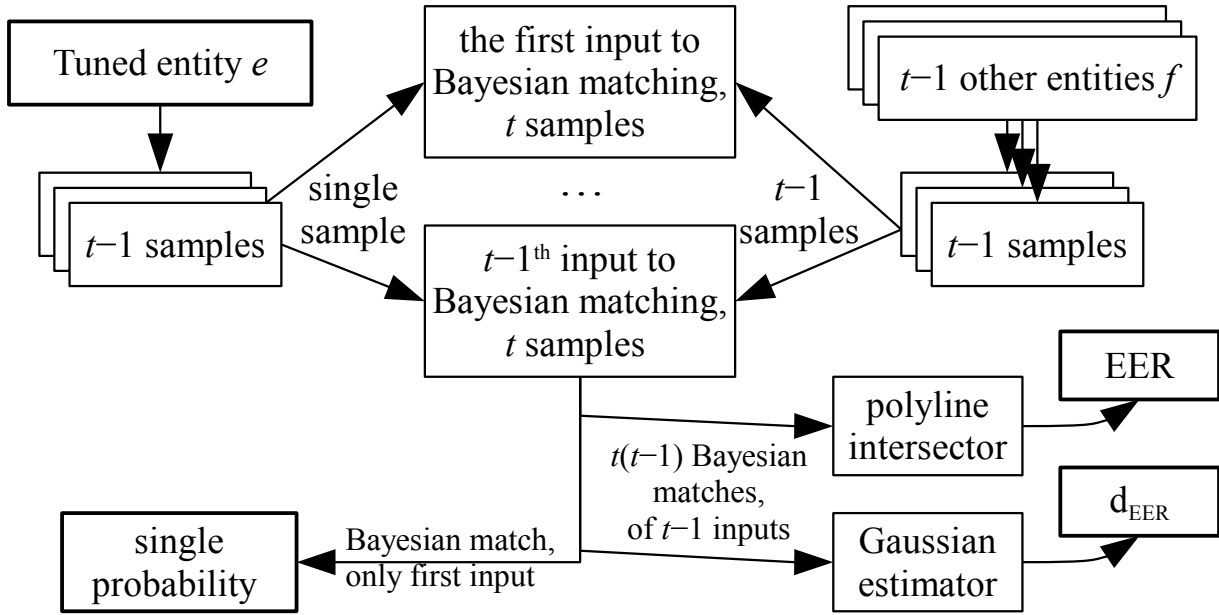 Tuned entity e
the first input to
Bayesian matching,
t samples
t−1 other entities f
single
sample
…
t−1
samples
t−1 samples
t−1 samples
t−1th input to
Bayesian matching,
t samples
EER
polyline
intersector
t(t−1) Bayesian
matches,
of t−1 inputs
dEER
single
probability
Bayesian match,
only first input
Gaussian
estimator